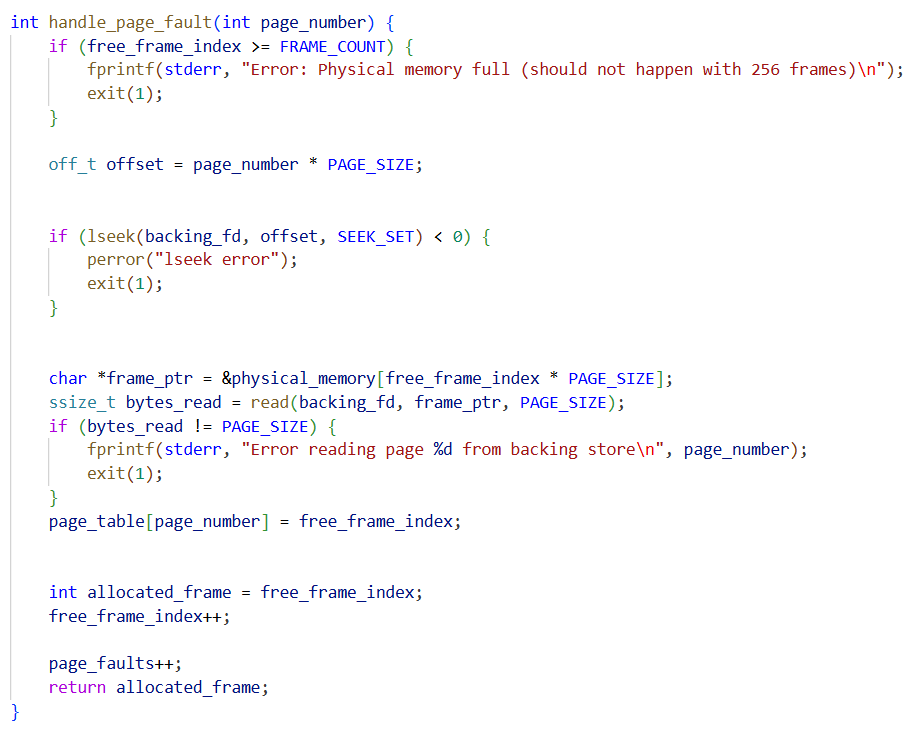 int handle_page_fault(int page_number) {
    if (free_frame_index >= FRAME_COUNT) {
        fprintf(stderr, "Error: Physical memory full (should not happen with 256 frames)\n");
        exit(1);
    }
    off_t offset = page_number * PAGE_SIZE;
    if (lseek(backing_fd, offset, SEEK_SET) < 0) {
        perror("lseek error");
        exit(1);
    }
    char *frame_ptr = &physical_memory[free_frame_index * PAGE_SIZE];
    ssize_t bytes_read = read(backing_fd, frame_ptr, PAGE_SIZE);
    if (bytes_read != PAGE_SIZE) {
        fprintf(stderr, "Error reading page %d from backing store\n", page_number);
        exit(1);
    }
    page_table[page_number] = free_frame_index;
    int allocated_frame = free_frame_index;
    free_frame_index++;
    page_faults++;
    return allocated_frame;
}